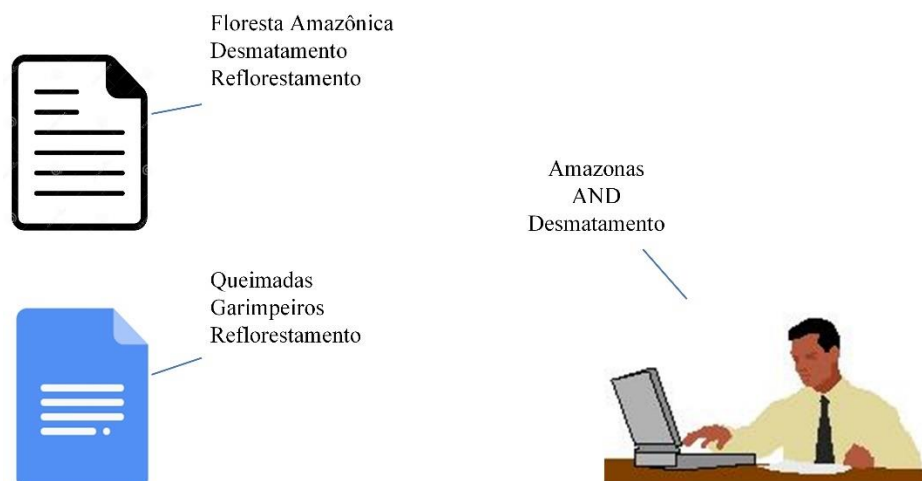 Floresta Amazônica
Desmatamento
Reflorestamento
Amazonas
AND
Desmatamento
Queimadas
Garimpeiros
Reflorestamento